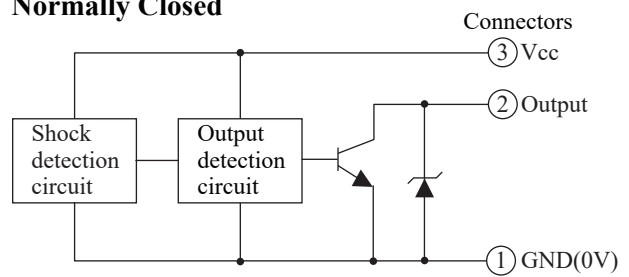 Normally Closed
Connectors
3 Vcc
2 Output
Shock
detection
circuit
Output
detection
circuit
1 GND(0V)